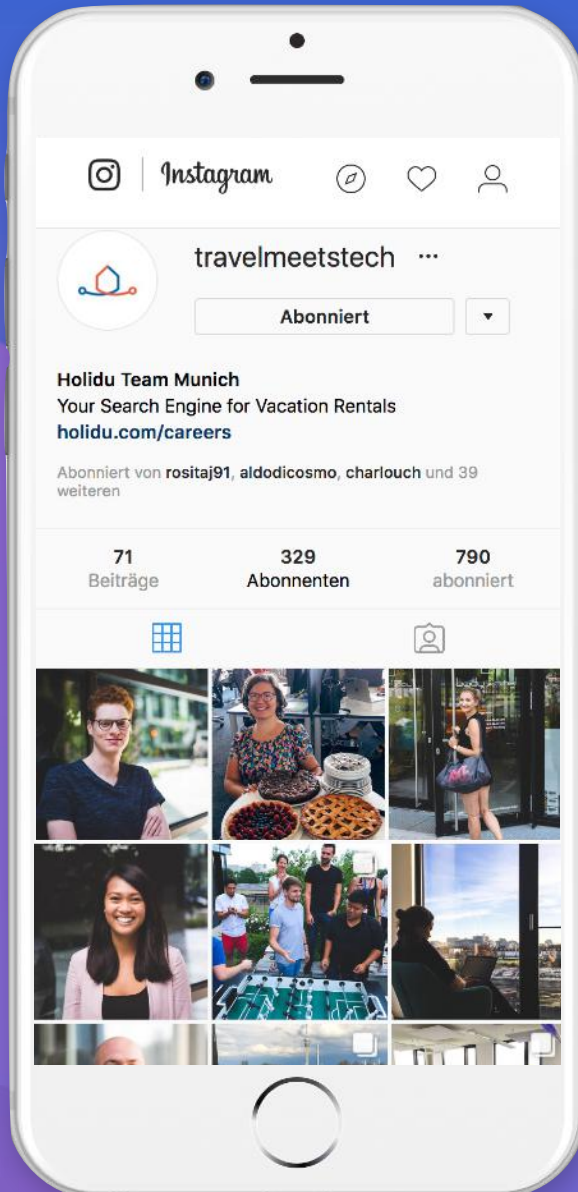 Instagram
travelmeetstech ...
Abonniert
Holidu Team Munich
Your Search Engine for Vacation Rentals
holidu.com/careers
Abonniert von rositaj91, aldodicosmo, charlouch und 39
weiteren
71 329 790
Beiträge Abonnenten abonniert